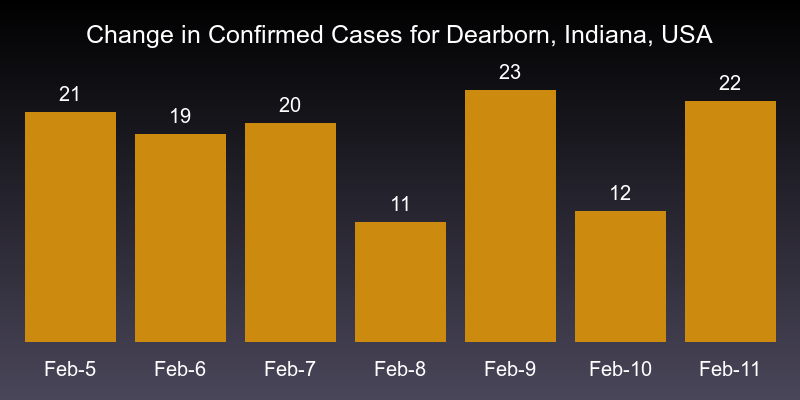 Change in Confirmed Cases for Dearborn, Indiana, USA
21
19
20
11
23
12
22
Feb-5
Feb-6
Feb-7
Feb-8
Feb-9
Feb-10
Feb-11